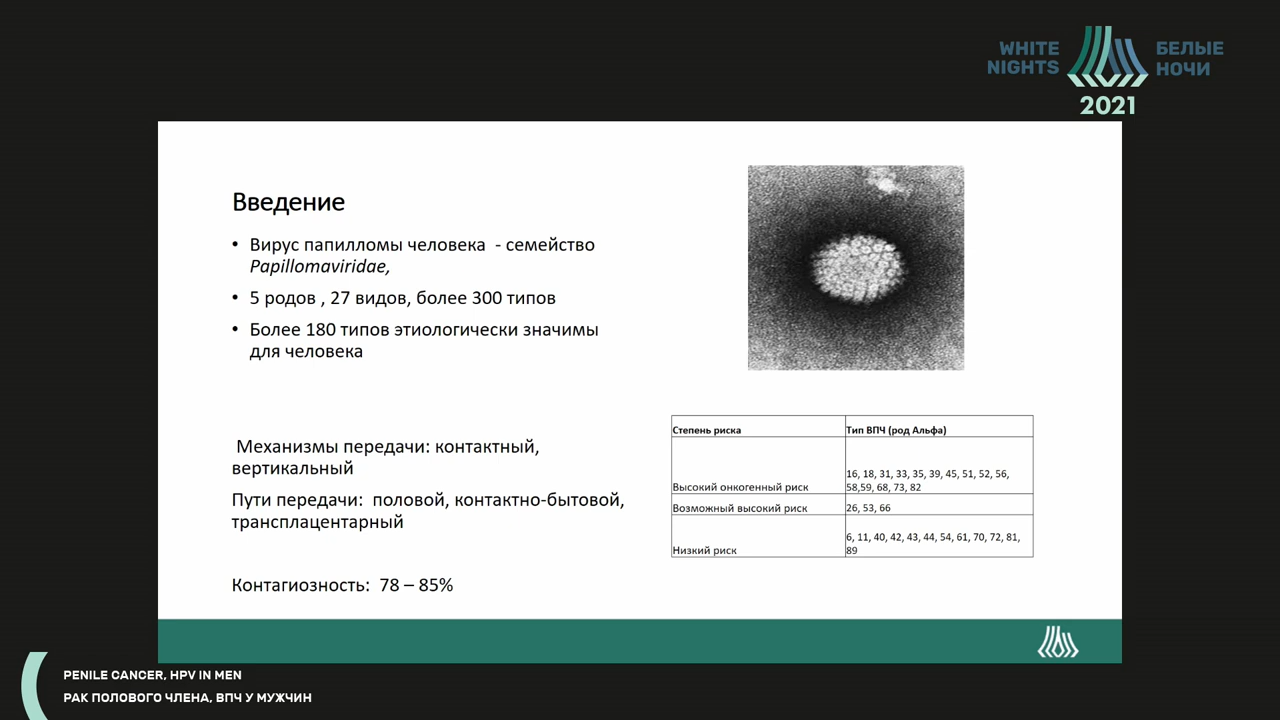 WHITE
NIGHTS
БЕЛЫЕ
НОЧИ
2021
Введение
• Вирус папилломы человека - семейство
Papillomaviridae,
• 5 родов , 27 видов, более 300 типов
• Более 180 типов этиологически значимы
для человека
Механизмы передачи: контактный,
вертикальный
Пути передачи: половой, контактно-бытовой,
трансплацентарный
Контагиозность: 78 – 85%
Степень риска
Тип ВПЧ (род Альфа)
Высокий онкогенный риск
16, 18, 31, 33, 35, 39, 45, 51, 52, 56,
58,59, 68, 73, 82
Возможный высокий риск
26, 53, 66
Низкий риск
6, 11, 40, 42, 43, 44, 54, 61, 70, 72, 81,
89
PENILE CANCER, HPV IN MEN
РАК ПОЛОВОГО ЧЛЕНА, ВПЧ У МУЖЧИН